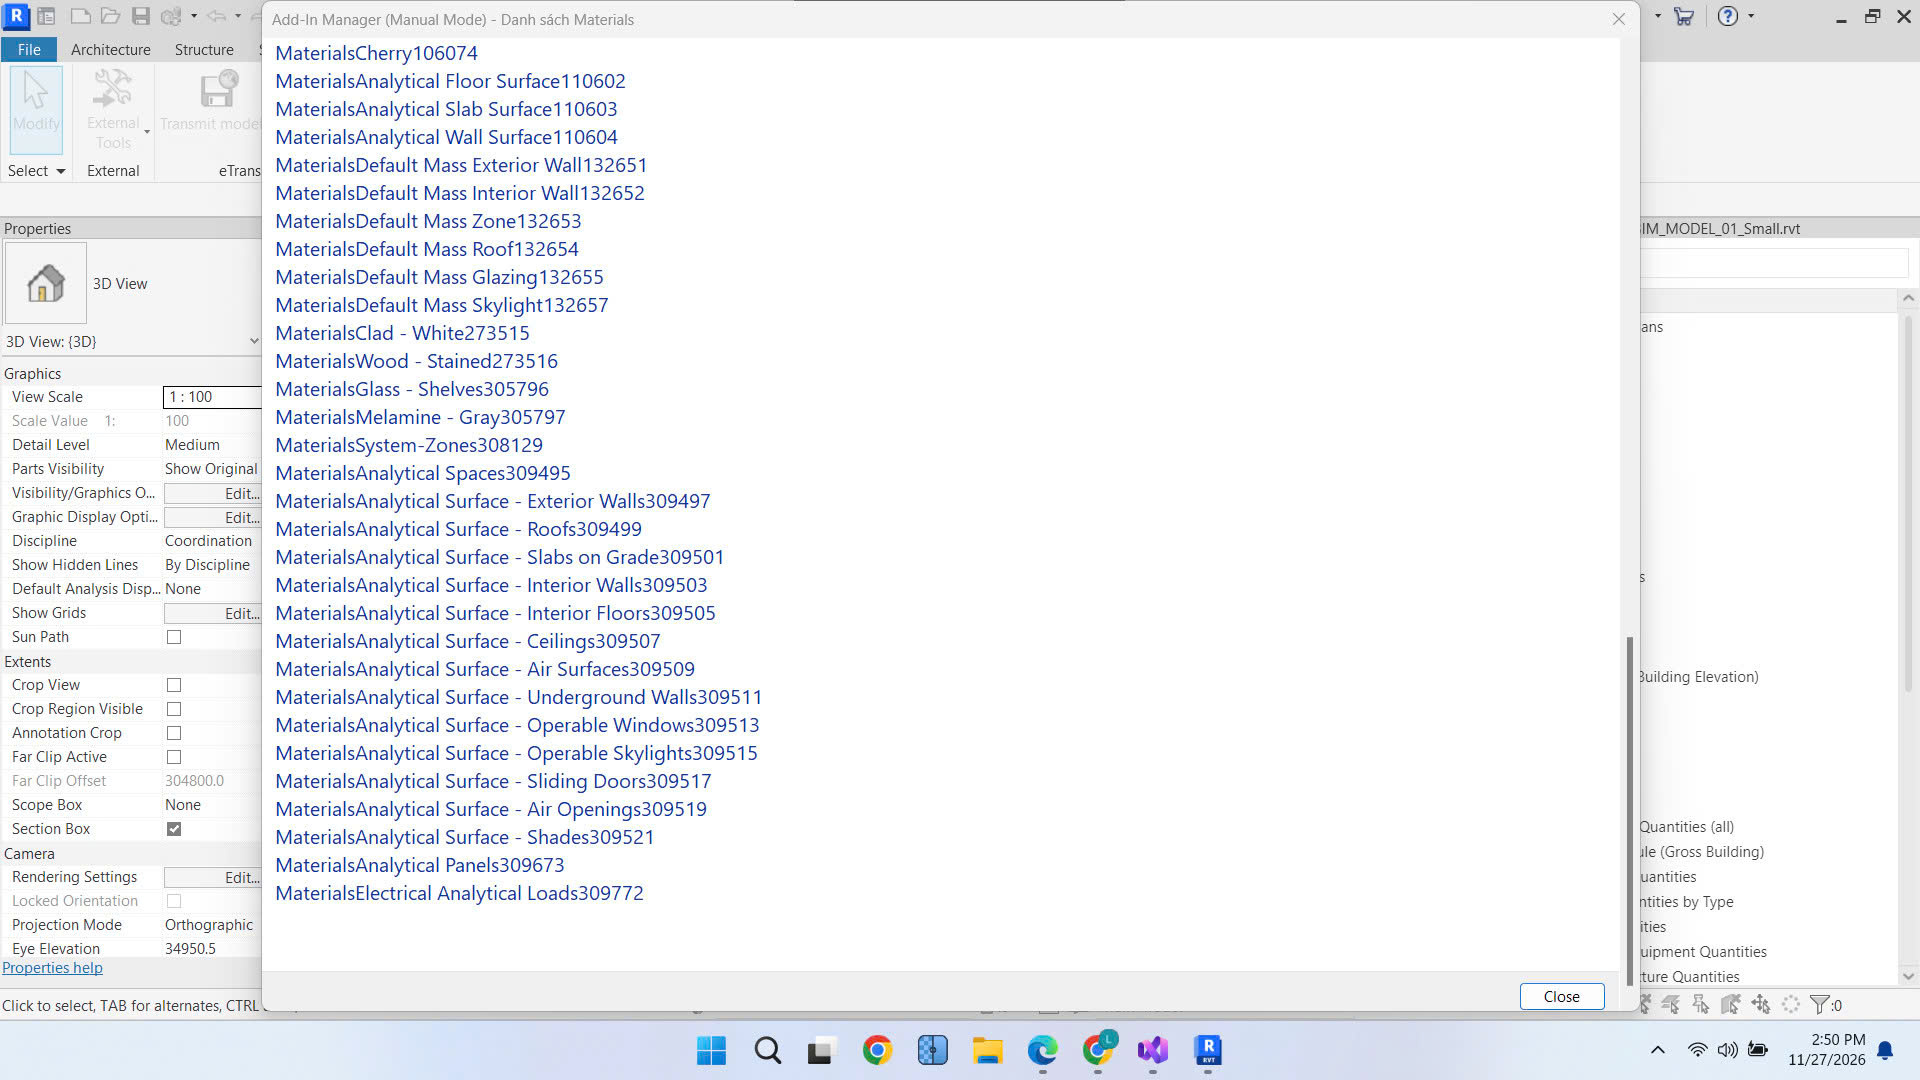 Add-In Manager (Manual Mode) - Danh sách Materials
File
Architecture
Structure
Modify
External Tools
Transmit model
Select
External
eTrans
MaterialsCherry106074
MaterialsAnalytical Floor Surface110602
MaterialsAnalytical Slab Surface110603
MaterialsAnalytical Wall Surface110604
MaterialsDefault Mass Exterior Wall132651
MaterialsDefault Mass Interior Wall132652
MaterialsDefault Mass Zone132653
MaterialsDefault Mass Roof132654
MaterialsDefault Mass Glazing132655
MaterialsDefault Mass Skylight132657
MaterialsClad - White273515
MaterialsWood - Stained273516
MaterialsGlass - Shelves305796
MaterialsMelamine - Gray305797
MaterialsSystem-Zones308129
MaterialsAnalytical Spaces309495
MaterialsAnalytical Surface - Exterior Walls309497
MaterialsAnalytical Surface - Roofs309499
MaterialsAnalytical Surface - Slabs on Grade309501
MaterialsAnalytical Surface - Interior Walls309503
MaterialsAnalytical Surface - Interior Floors309505
MaterialsAnalytical Surface - Ceilings309507
MaterialsAnalytical Surface - Air Surfaces309509
MaterialsAnalytical Surface - Underground Walls309511
MaterialsAnalytical Surface - Operable Windows309513
MaterialsAnalytical Surface - Operable Skylights309515
MaterialsAnalytical Surface - Sliding Doors309517
MaterialsAnalytical Surface - Air Openings309519
MaterialsAnalytical Surface - Shades309521
MaterialsAnalytical Panels309673
MaterialsElectrical Analytical Loads309772
Close
Properties
3D View
3D View: {3D}
Graphics
View Scale 1 : 100
Scale Value 1: 100
Detail Level Medium
Parts Visibility Show Original
Visibility/Graphics O... Edit...
Graphic Display Opti... Edit...
Discipline Coordination
Show Hidden Lines By Discipline
Default Analysis Disp... None
Show Grids Edit...
Sun Path
Extents
Crop View
Crop Region Visible
Annotation Crop
Far Clip Active
Far Clip Offset 304800.0
Scope Box None
Section Box
Camera
Rendering Settings Edit...
Locked Orientation
Projection Mode Orthographic
Eye Elevation 34950.5
Properties help
Click to select, TAB for alternates, CTRL
IM_MODEL_01_Small.rvt
ans
s
Building Elevation)
Quantities (all)
ule (Gross Building)
uantities
ntities by Type
ities
uipment Quantities
ture Quantities
:0
2:50 PM
11/27/2026